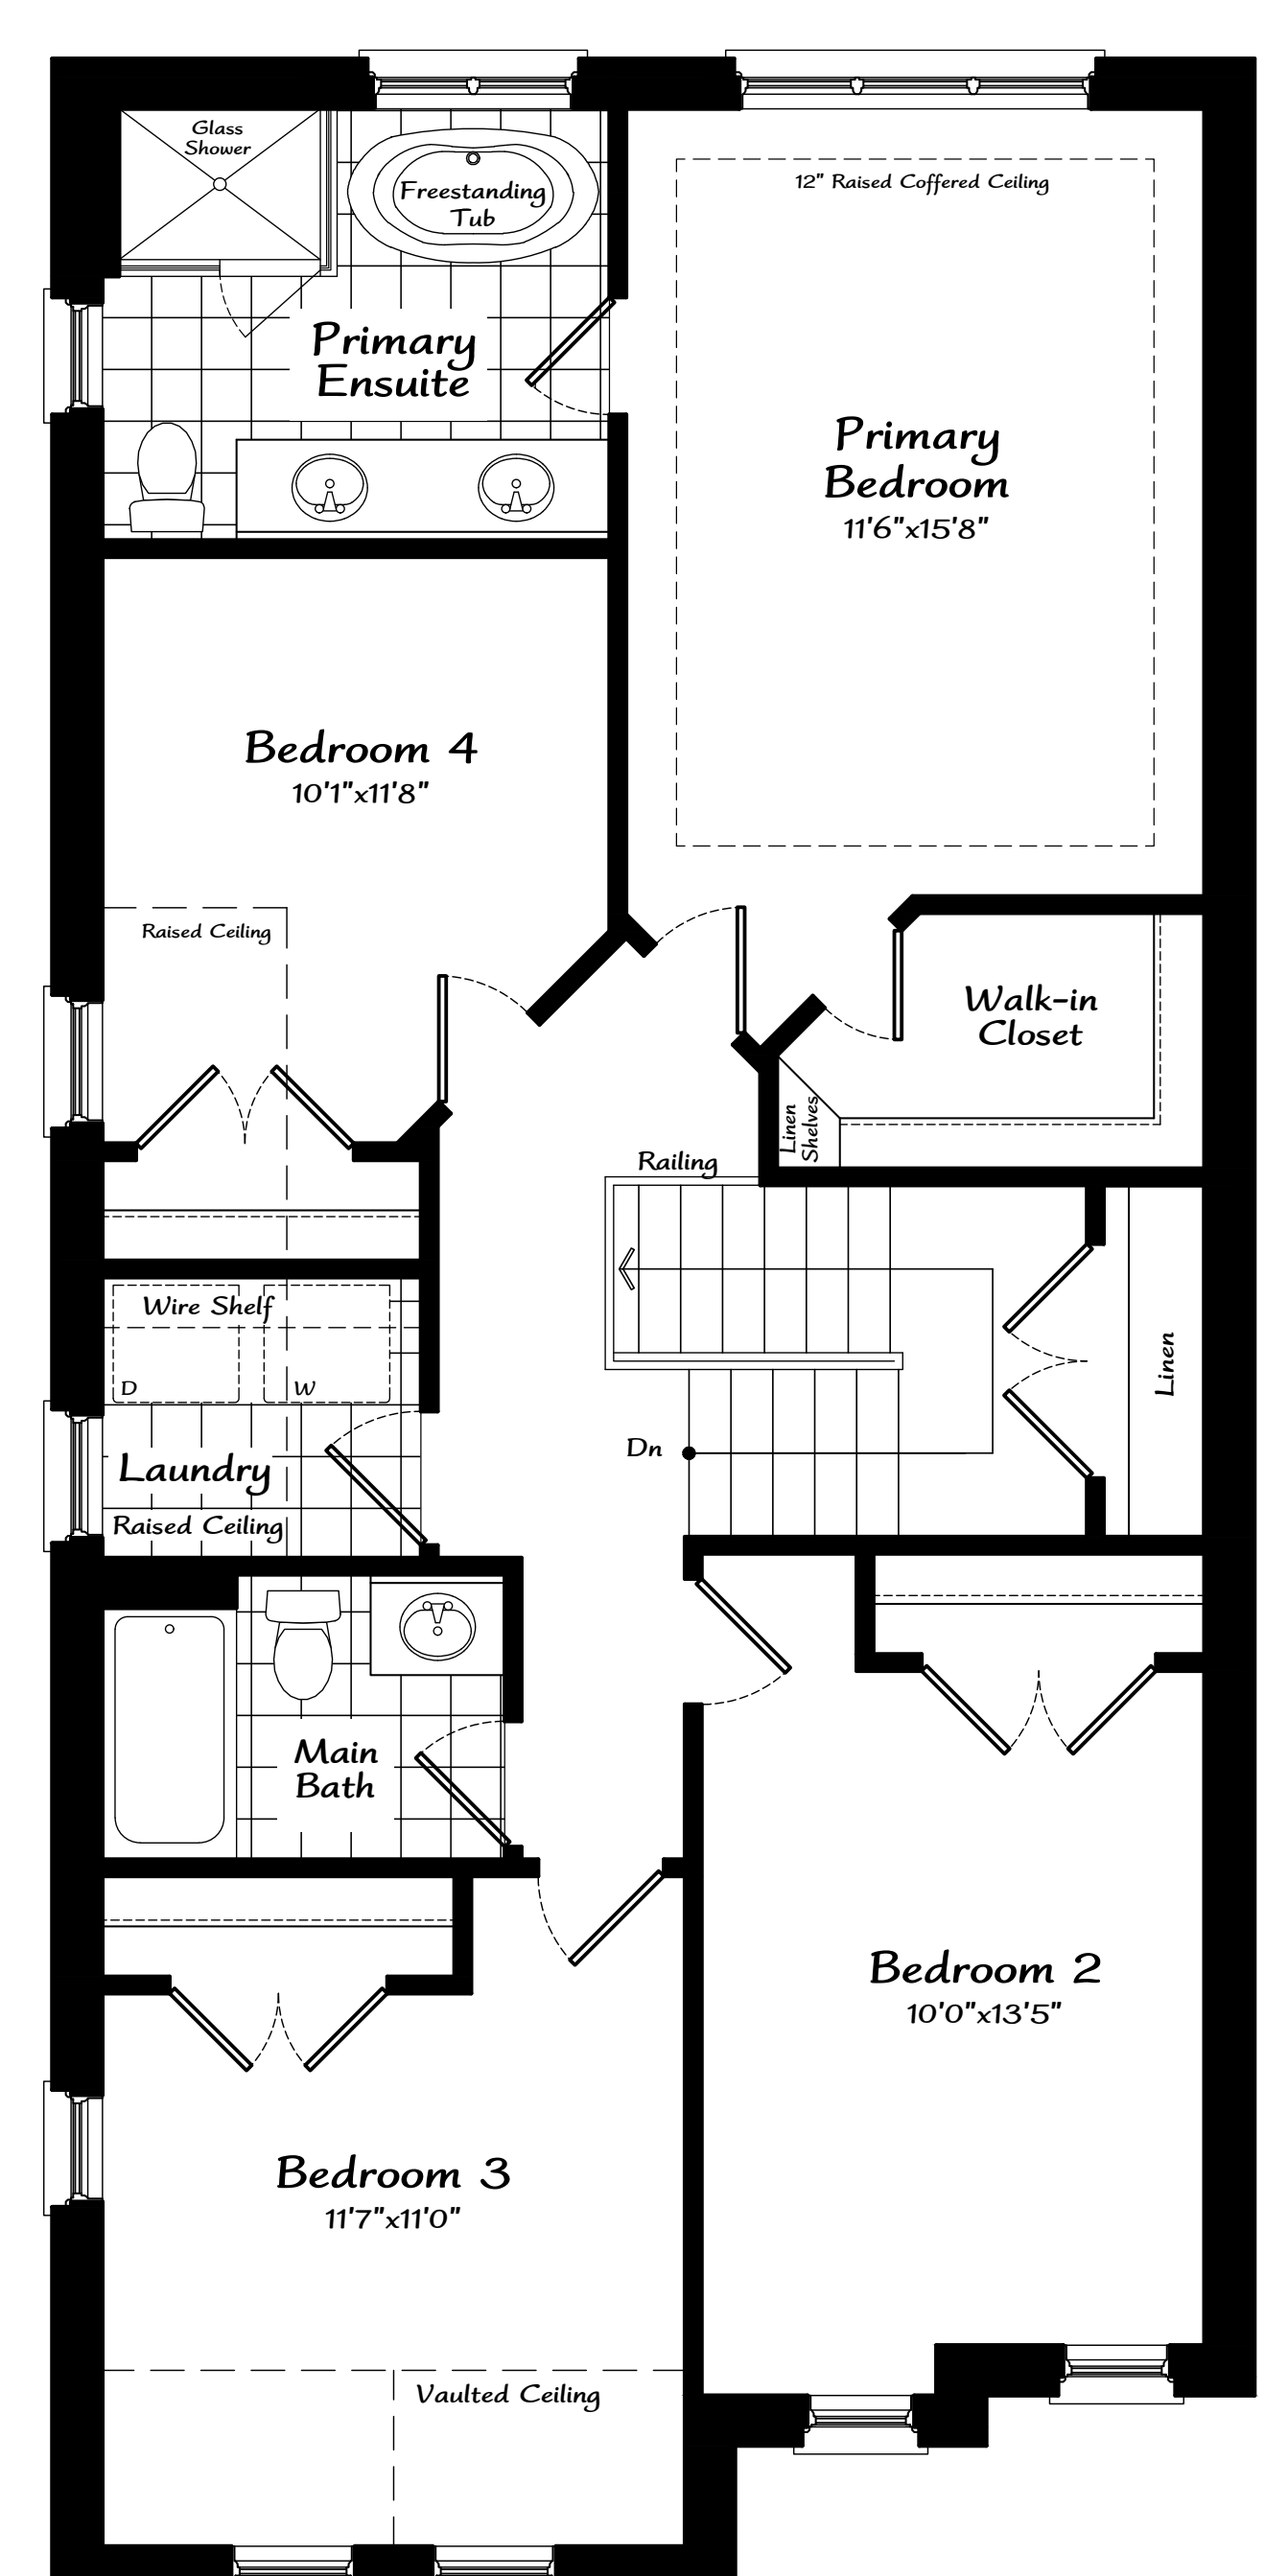 Glass
Shower
Freestanding
Tub
12" Raised Coffered Ceiling
Primary
Ensuite
Primary
Bedroom
11'6"x15'8"
Bedroom 4
10'1"x11'8"
Raised Ceiling
Walk-in
Closet
Linen
Shelves
Railing
Wire Shelf
D
W
Linen
Dn
Laundry
Raised Ceiling
Main
Bath
Bedroom 2
10'0"x13'5"
Bedroom 3
11'7"x11'0"
Vaulted Ceiling